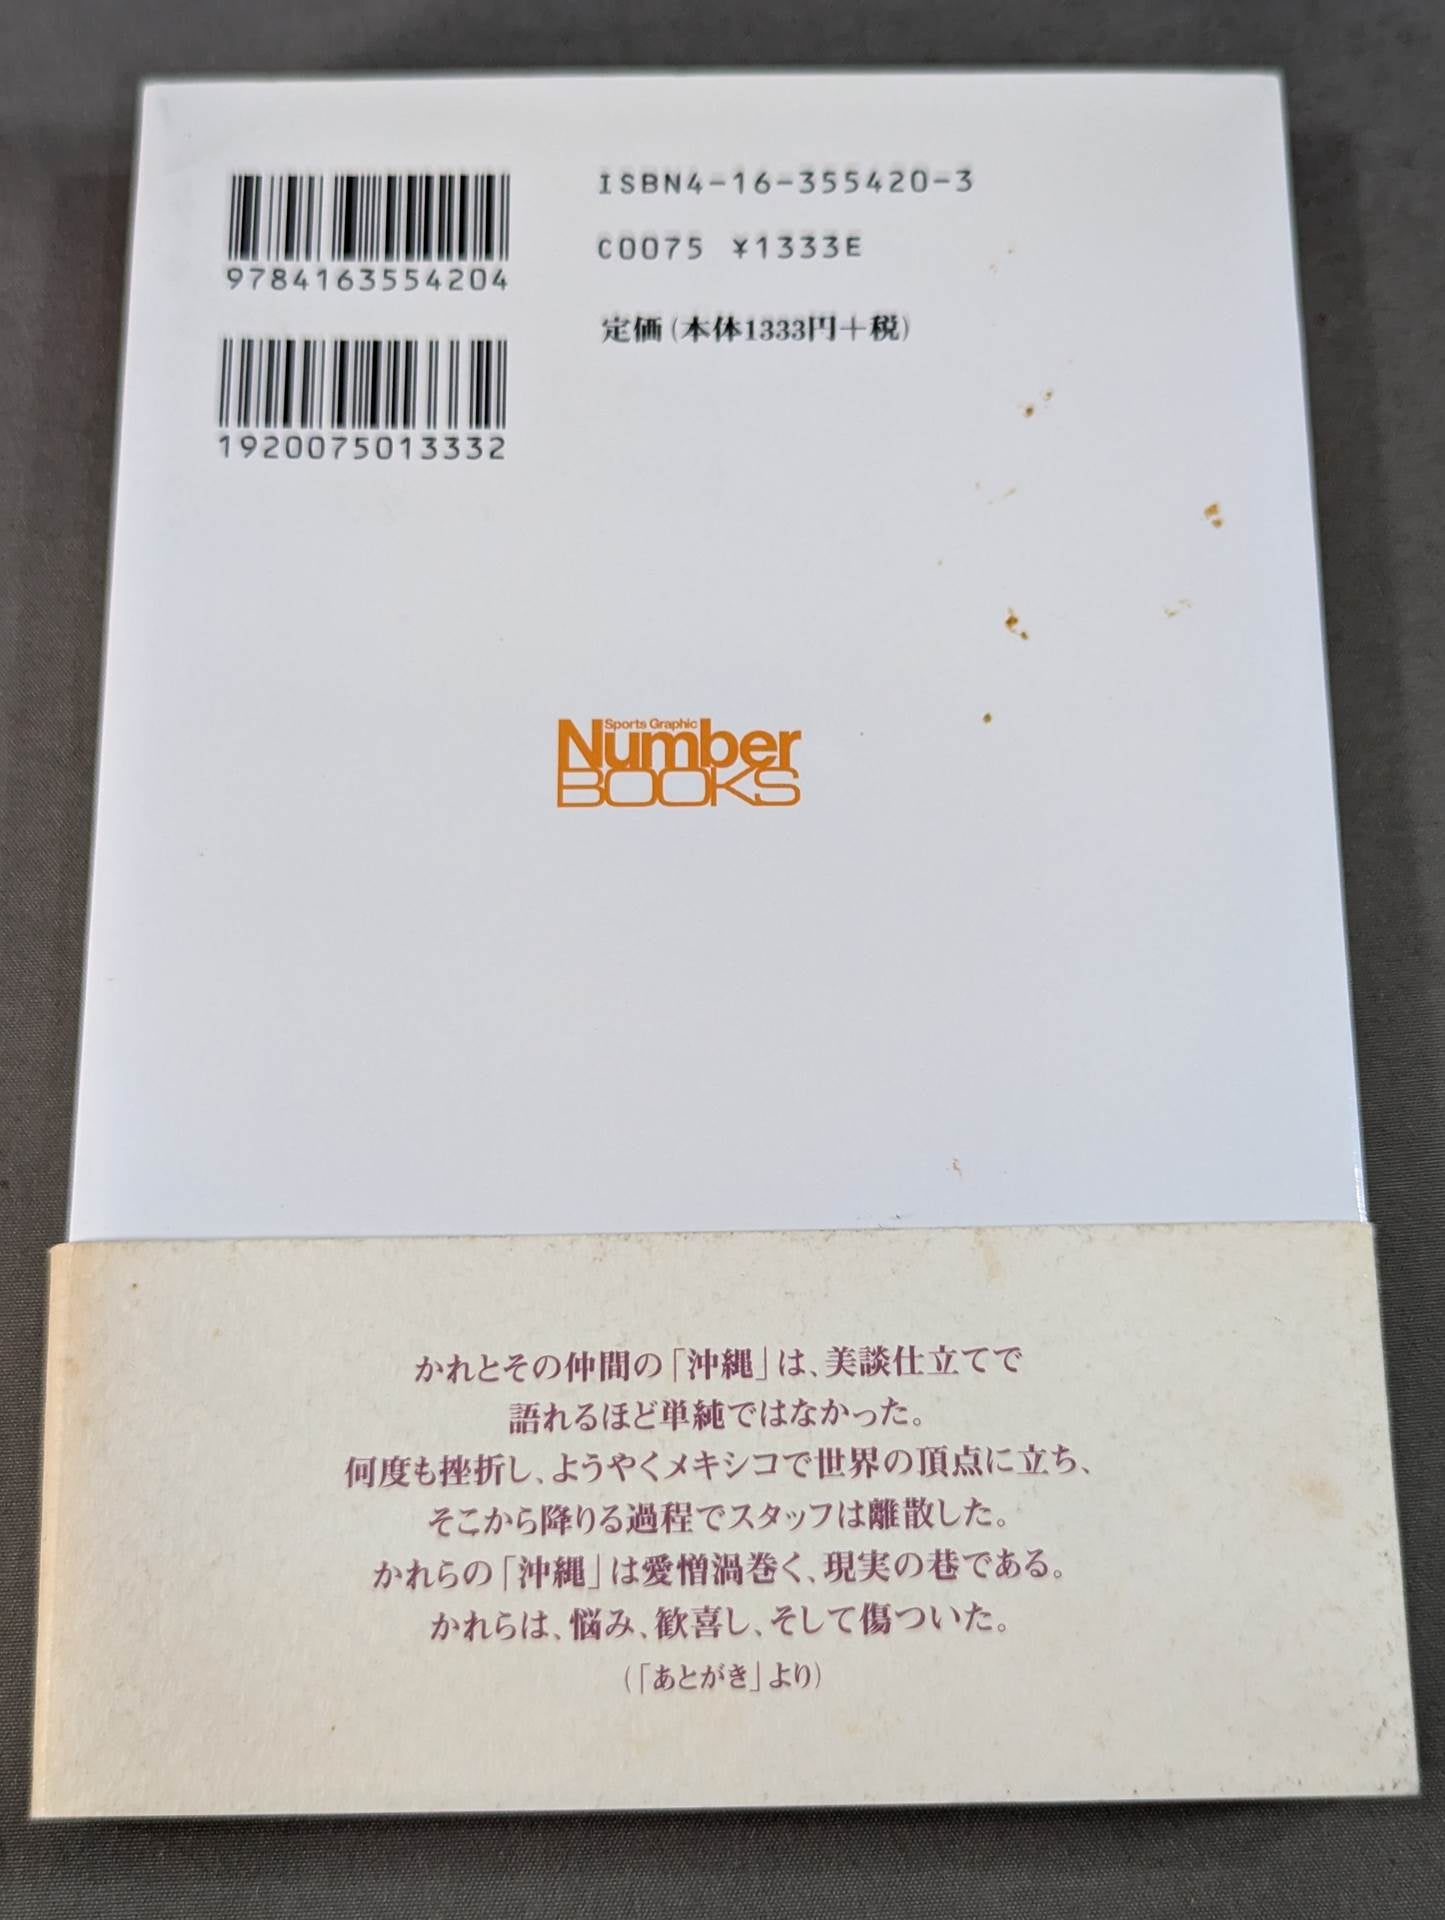 ISBN4-16-355420-3
9784163554204
C0075 ¥1333E
定価(本体1333円+税)
1920075013332
Sports Graphic
Number
BOOKS
かれとその仲間の「沖縄」は、美談仕立てで
語れるほど単純ではなかった。
何度も挫折し、ようやくメキシコで世界の頂点に立ち、
そこから降りる過程でスタッフは離散した。
かれらの「沖縄」は愛憎渦巻く、現実の巷である。
かれらは、悩み、歓喜し、そして傷ついた。
(「あとがき」より)